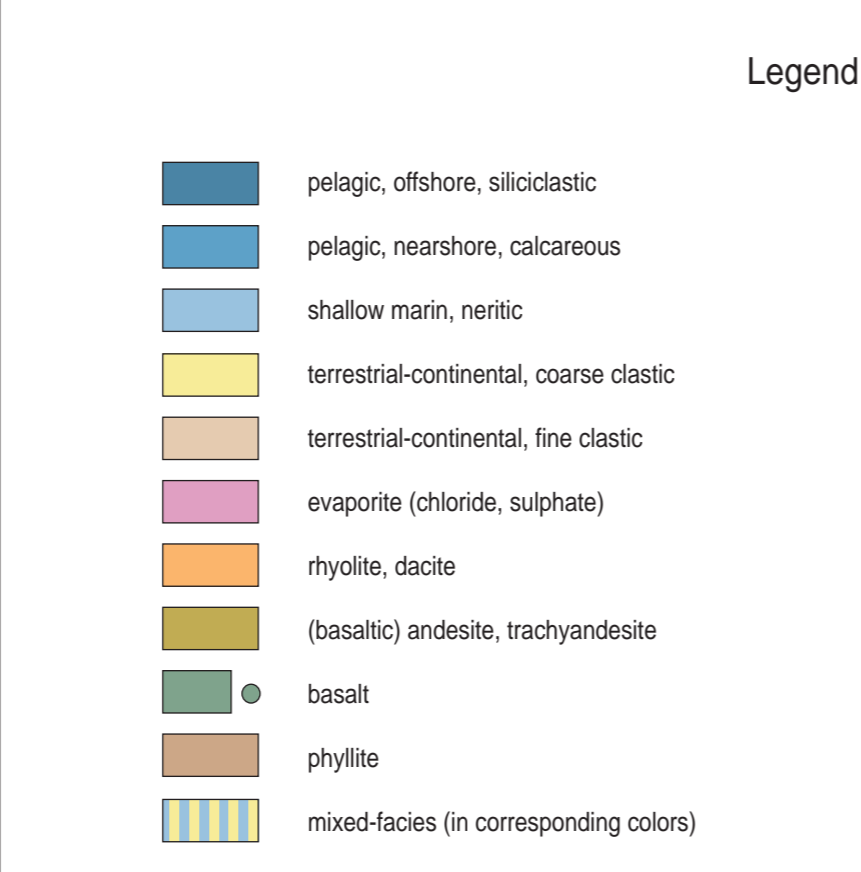 Legend
pelagic, offshore, siliciclastic
pelagic, nearshore, calcareous
shallow marin, neritic
terrestrial-continental, coarse clastic
terrestrial-continental, fine clastic
evaporite (chloride, sulphate)
rhyolite, dacite
(basaltic) andesite, trachyandesite
basalt
phyllite
mixed-facies (in corresponding colors)